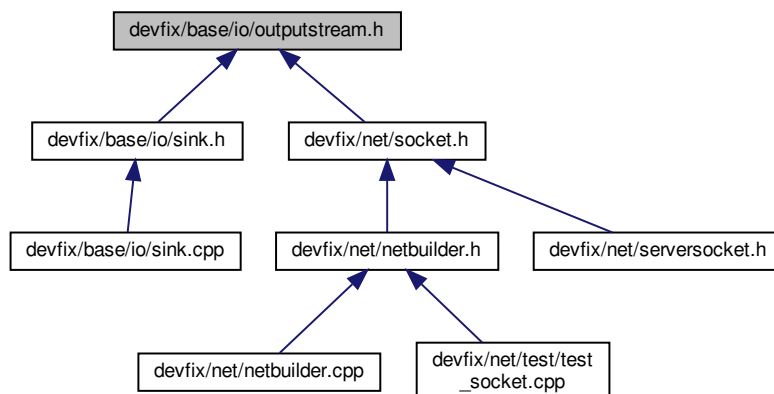 devfix/base/io/outputstream.h
devfix/base/io/sink.h
devfix/net/socket.h
devfix/base/io/sink.cpp
devfix/net/netbuilder.h
devfix/net/serversocket.h
devfix/net/netbuilder.cpp
devfix/net/test/test
_socket.cpp